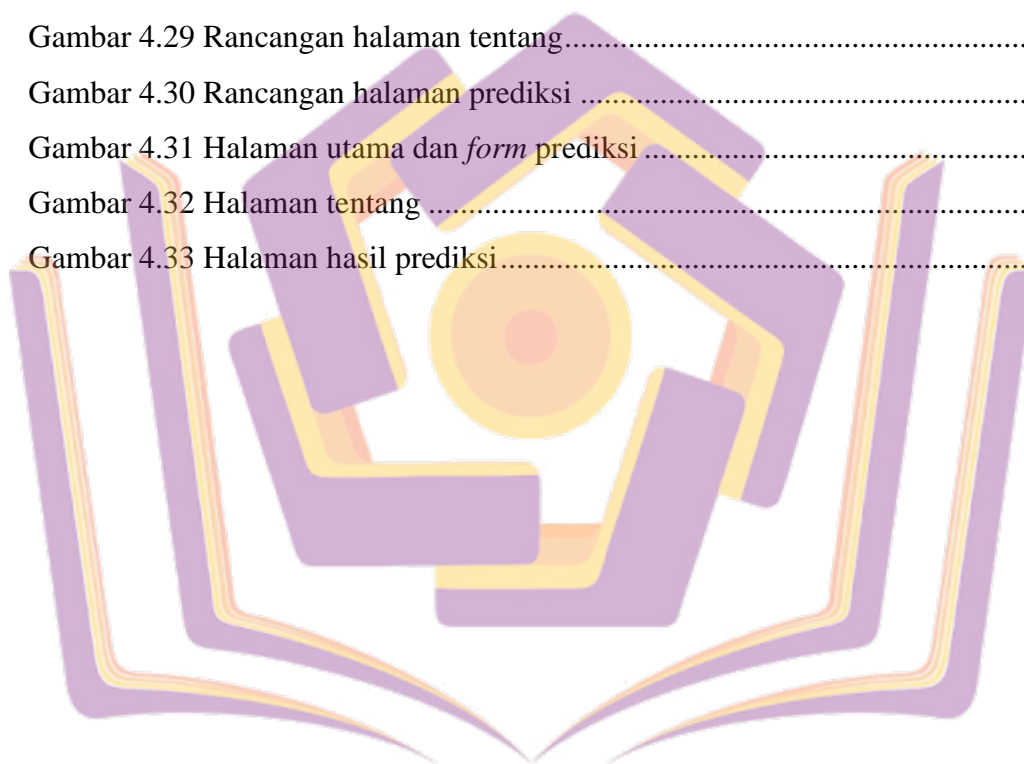 Gambar 4.29 Rancangan halaman tentang..........................................................
Gambar 4.30 Rancangan halaman prediksi ........................................................
Gambar 4.31 Halaman utama dan form prediksi ................................................
Gambar 4.32 Halaman tentang ...........................................................................
Gambar 4.33 Halaman hasil prediksi..................................................................